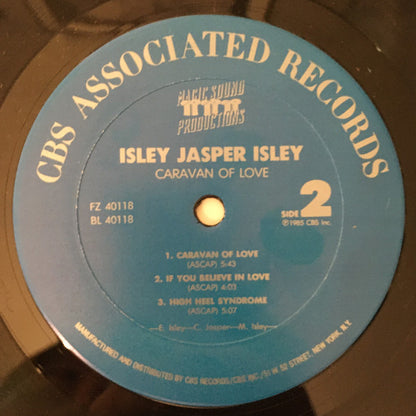 CBS ASSOCIATED RECORDS
MAGIC SOUND
PRODUCTIONS
ISLEY JASPER ISLEY
CARAVAN OF LOVE
FZ 40118
BL 40118
SIDE 2
℗1985 CBS Inc.
1. CARAVAN OF LOVE
(ASCAP) 5:43
2. IF YOU BELIEVE IN LOVE
(ASCAP) 4:03
3. HIGH HEEL SYNDROME
(ASCAP) 5:07
—E. Isley—C. Jasper—M. Isley—
MANUFACTURED AND DISTRIBUTED BY CBS RECORDS/CBS INC./51 W. 52 STREET, NEW YORK, N.Y.